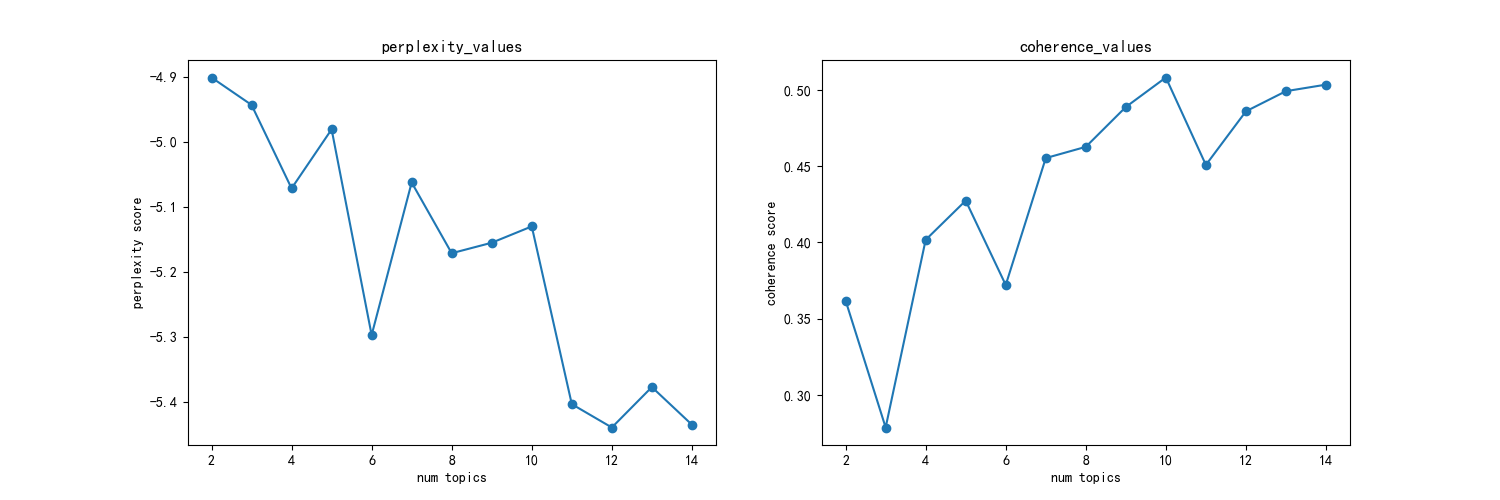 perplexity_values
-4.9
-5.0
-5.1
-5.2
-5.3
-5.4
perplexity score
2 4 6 8 10 12 14
num topics
coherence_values
0.50
0.45
0.40
0.35
0.30
coherence score
2 4 6 8 10 12 14
num topics